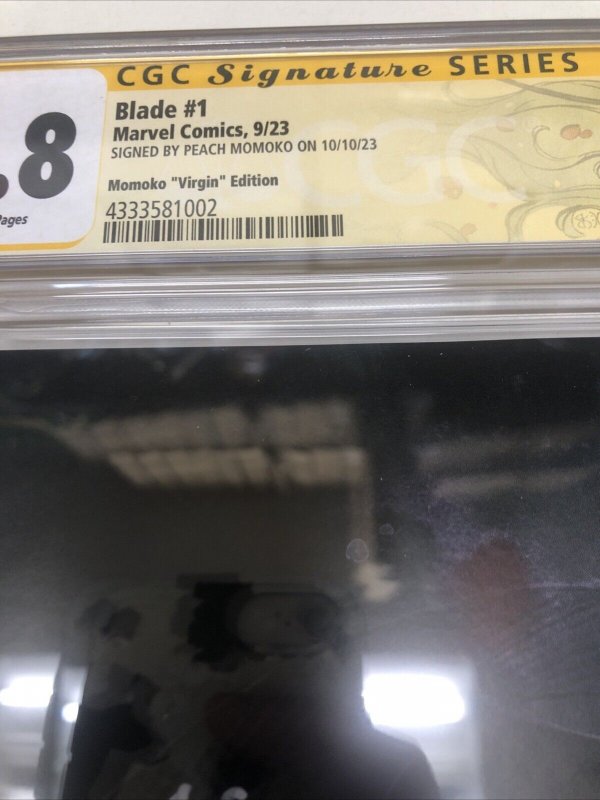 CGC Signature SERIES
.8
Blade #1
Marvel Comics, 9/23
SIGNED BY PEACH MOMOKO ON 10/10/23
Momoko "Virgin" Edition
Pages
4333581002
CGC